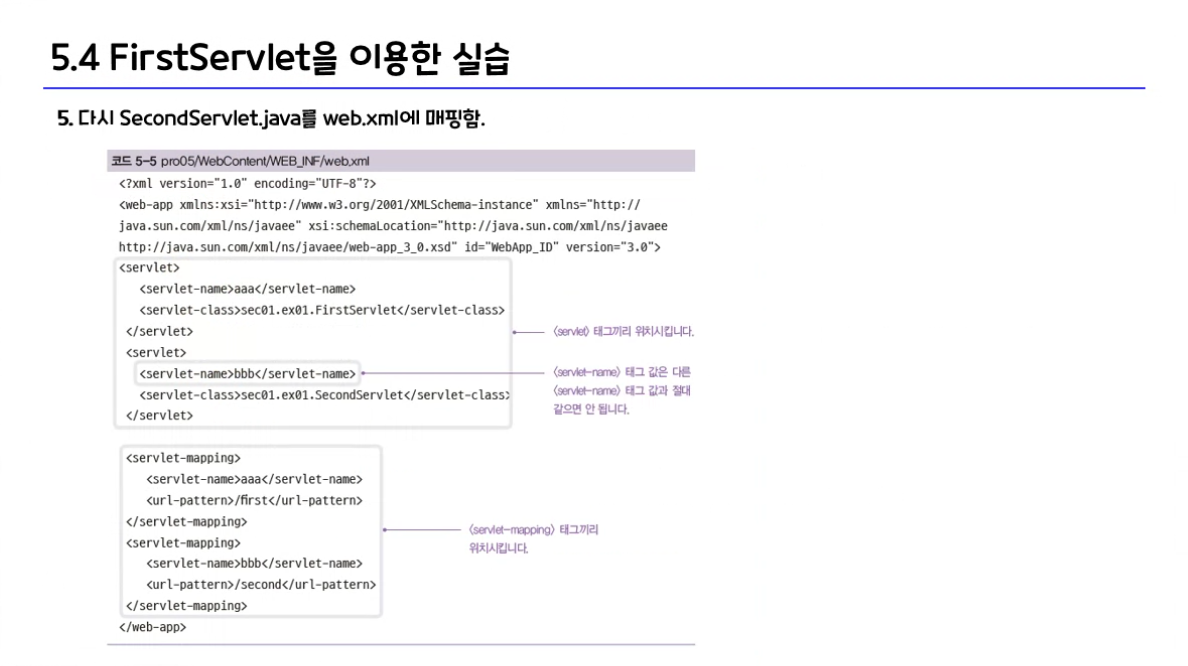 5.4 FirstServlet을 이용한 실습
5. 다시 SecondServlet.java를 web.xml에 매핑함.
코드 5-5 pro05/WebContent/WEB_INF/web.xml
<?xml version="1.0" encoding="UTF-8"?>
<web-app xmlns:xsi="http://www.w3.org/2001/XMLSchema-instance" xmlns="http://
java.sun.com/xml/ns/javaee" xsi:schemaLocation="http://java.sun.com/xml/ns/javaee
http://java.sun.com/xml/ns/javaee/web-app_3_0.xsd" id="WebApp_ID" version="3.0">
<servlet>
<servlet-name>aaa</servlet-name>
<servlet-class>sec01.ex01.FirstServlet</servlet-class>
</servlet>
<servlet>
<servlet-name>bbb</servlet-name>
<servlet-class>sec01.ex01.SecondServlet</servlet-class>
</servlet>
<servlet> 태그끼리 위치시킵니다.
<servlet-name> 태그 값은 다른
<servlet-name> 태그 값과 절대
같으면 안 됩니다.
<servlet-mapping>
<servlet-name>aaa</servlet-name>
<url-pattern>/first</url-pattern>
</servlet-mapping>
<servlet-mapping>
<servlet-name>bbb</servlet-name>
<url-pattern>/second</url-pattern>
</servlet-mapping>
<servlet-mapping> 태그끼리
위치시킵니다.
</web-app>